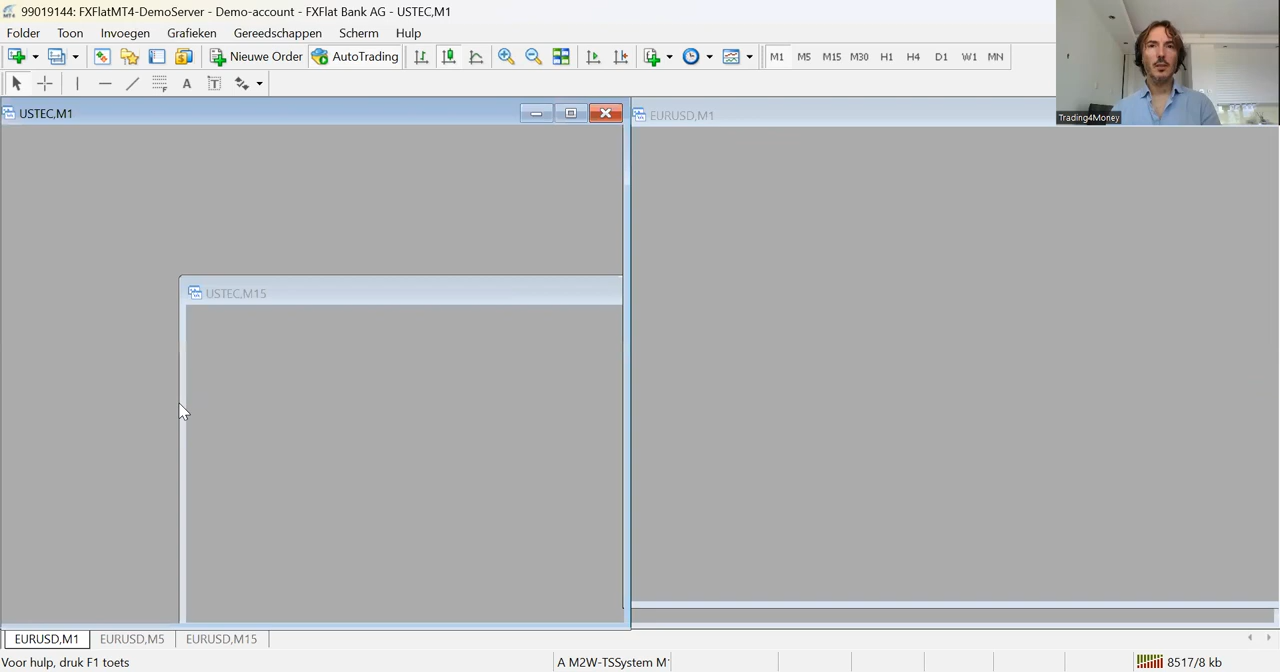 99019144: FXFlatMT4-DemoServer - Demo-account - FXFlat Bank AG - USTEC,M1
Folder Toon Invoegen Grafieken Gereedschappen Scherm Hulp
Nieuwe Order AutoTrading M1 M5 M15 M30 H1 H4 D1 W1 MN
A T
USTEC,M1
EURUSD,M1
Trading4Money
USTEC,M15
EURUSD,M1 EURUSD,M5 EURUSD,M15
Voor hulp, druk F1 toets
A M2W-TSSystem M
8517/8 kb